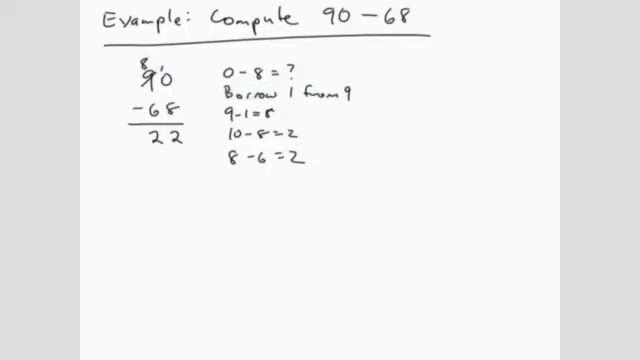 Example: Compute 90 - 68
8 1
90 0 - 8 = ?
Borrow 1 from 9
- 68
9 - 1 = 8
22 10 - 8 = 2
8 - 6 = 2